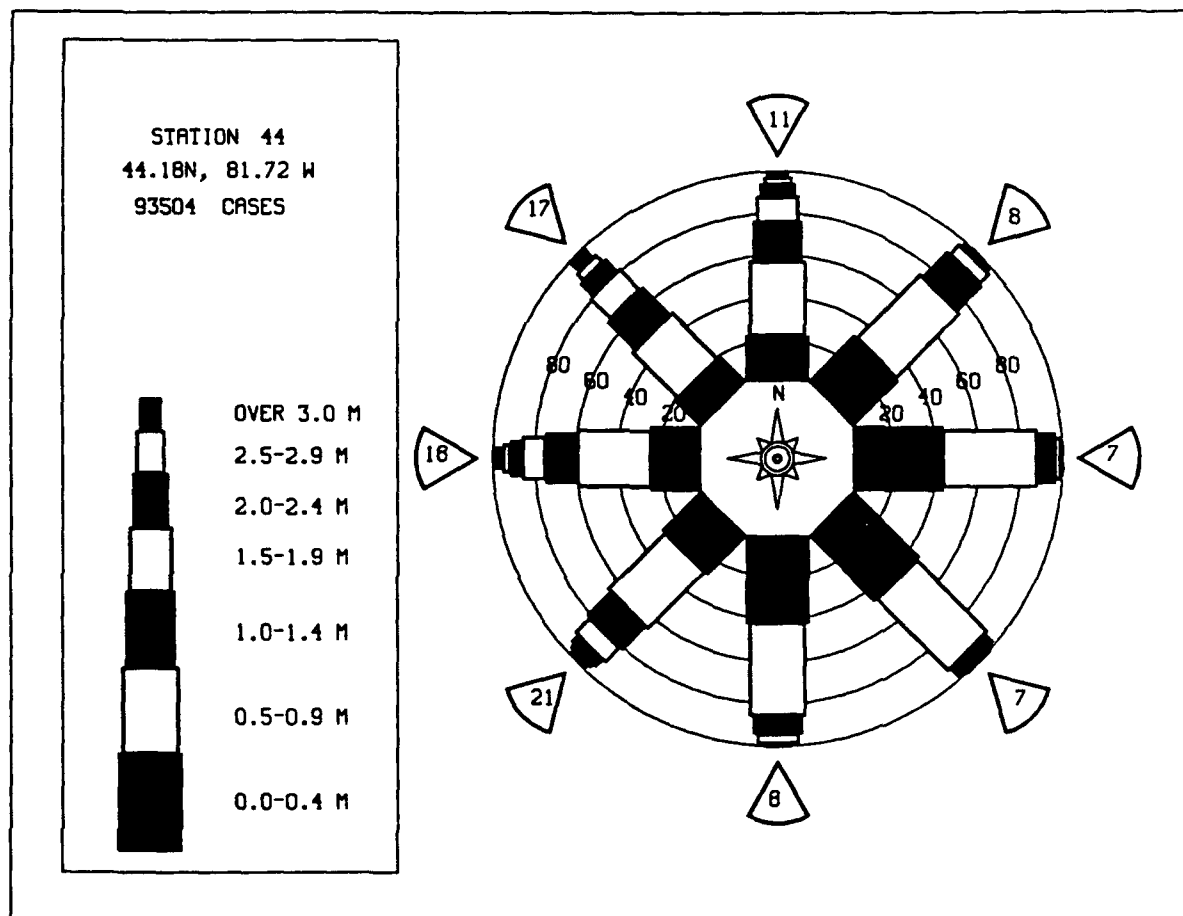 STATION 44
44.18N, 81.72 W
93504 CASES
OVER 3.0 M
2.5-2.9 M
2.0-2.4 M
1.5-1.9 M
1.0-1.4 M
0.5-0.9 M
0.0-0.4 M
11
17
8
80
60
40
20
N
20
40
60
80
18
7
21
7
8